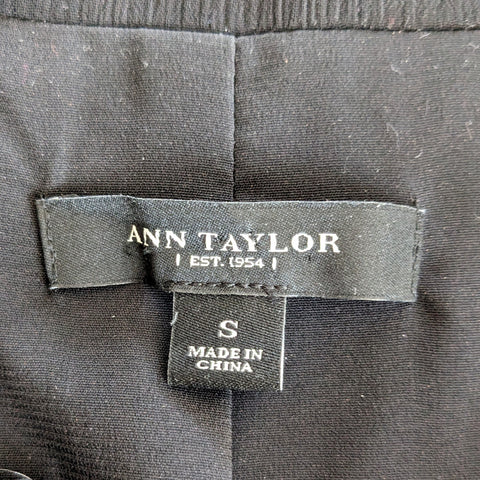 ANN TAYLOR
| EST. 1954 |
S
MADE IN
CHINA